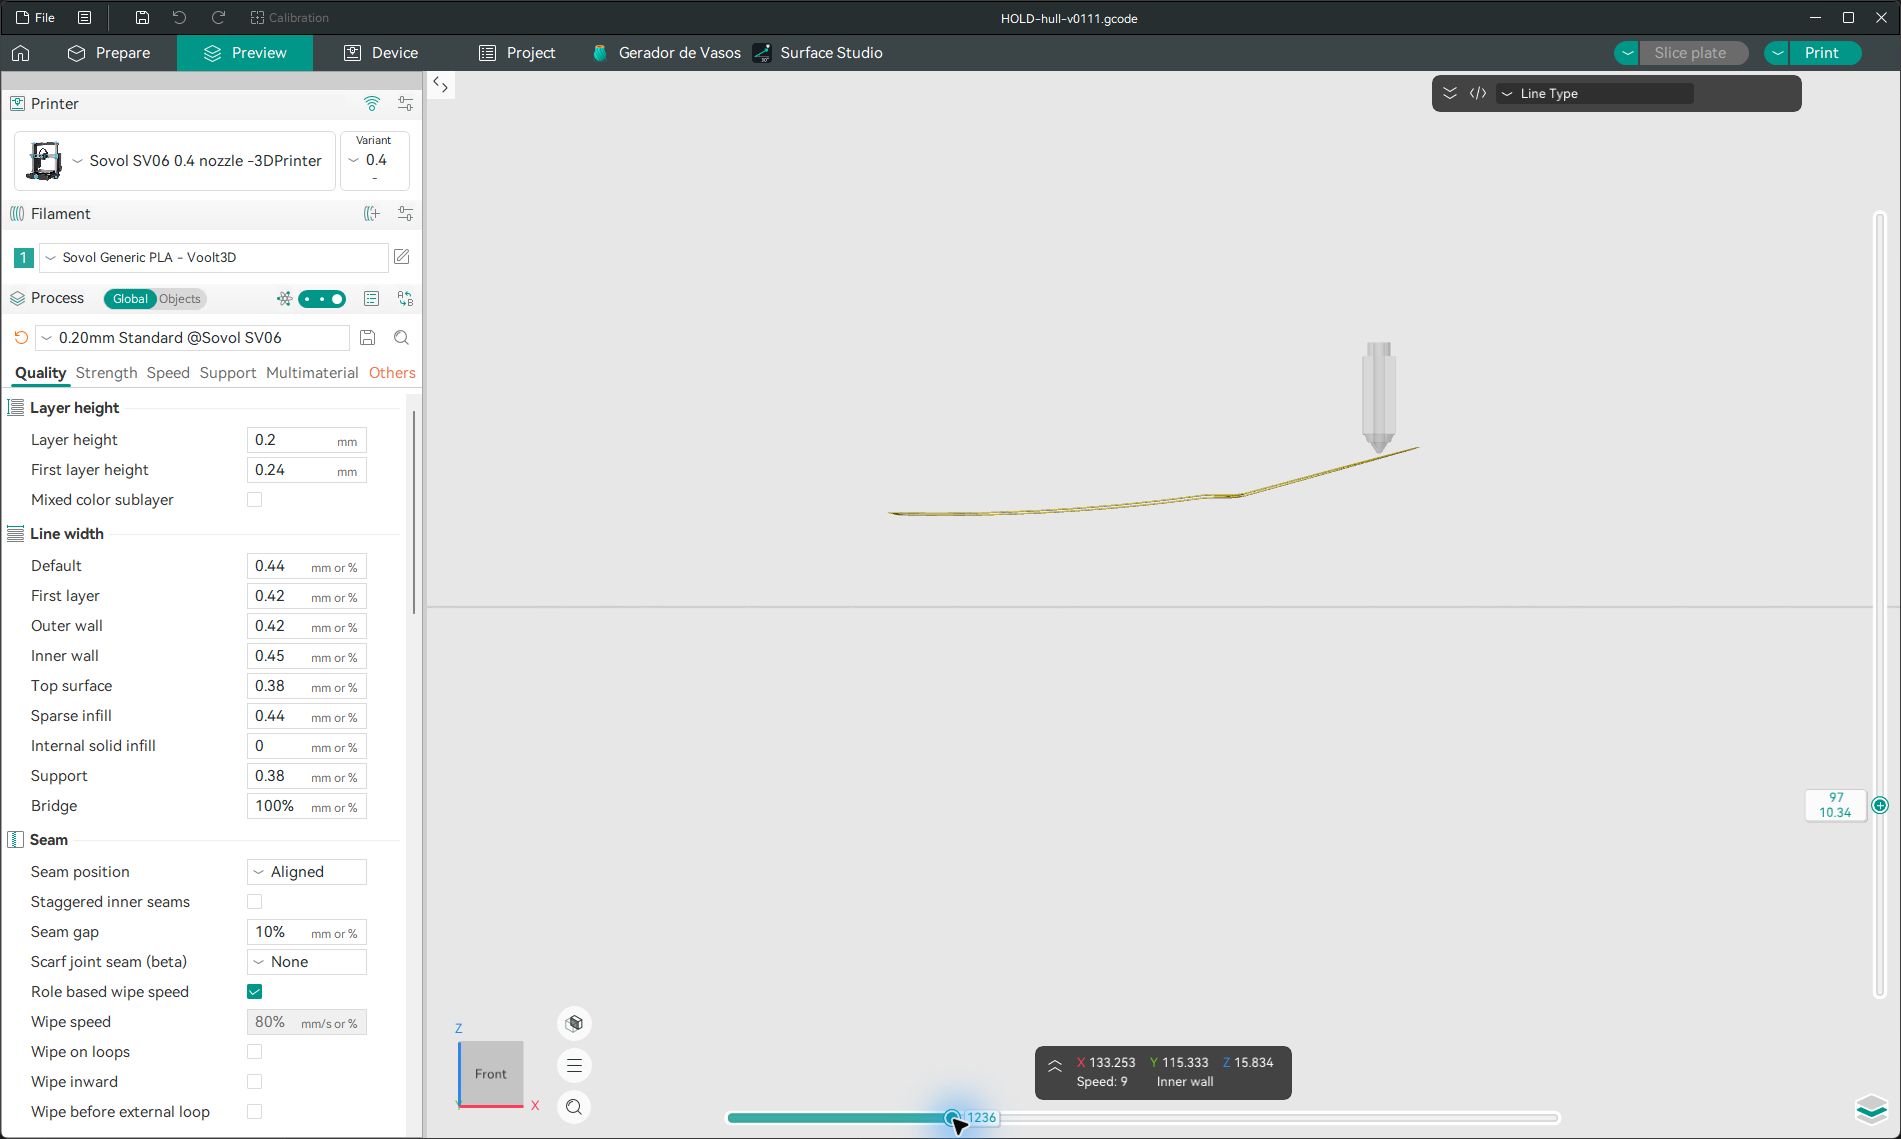 File
Calibration
HOLD-hull-v0111.gcode
Prepare
Preview
Device
Project
Gerador de Vasos
Surface Studio
Slice plate
Print
Line Type
Printer
Sovol SV06 0.4 nozzle -3DPrinter
Variant
0.4
-
Filament
1
Sovol Generic PLA - Voolt3D
Process
Global
Objects
0.20mm Standard @Sovol SV06
Quality
Strength
Speed
Support
Multimaterial
Others
Layer height
Layer height 0.2 mm
First layer height 0.24 mm
Mixed color sublayer
Line width
Default 0.44 mm or %
First layer 0.42 mm or %
Outer wall 0.42 mm or %
Inner wall 0.45 mm or %
Top surface 0.38 mm or %
Sparse infill 0.44 mm or %
Internal solid infill 0 mm or %
Support 0.38 mm or %
Bridge 100% mm or %
Seam
Seam position Aligned
Staggered inner seams
Seam gap 10% mm or %
Scarf joint seam (beta) None
Role based wipe speed
Wipe speed 80% mm/s or %
Wipe on loops
Wipe inward
Wipe before external loop
97
10.34
Z
Front
Y
X
X 133.253 Y 115.333 Z 15.834
Speed: 9 Inner wall
1236